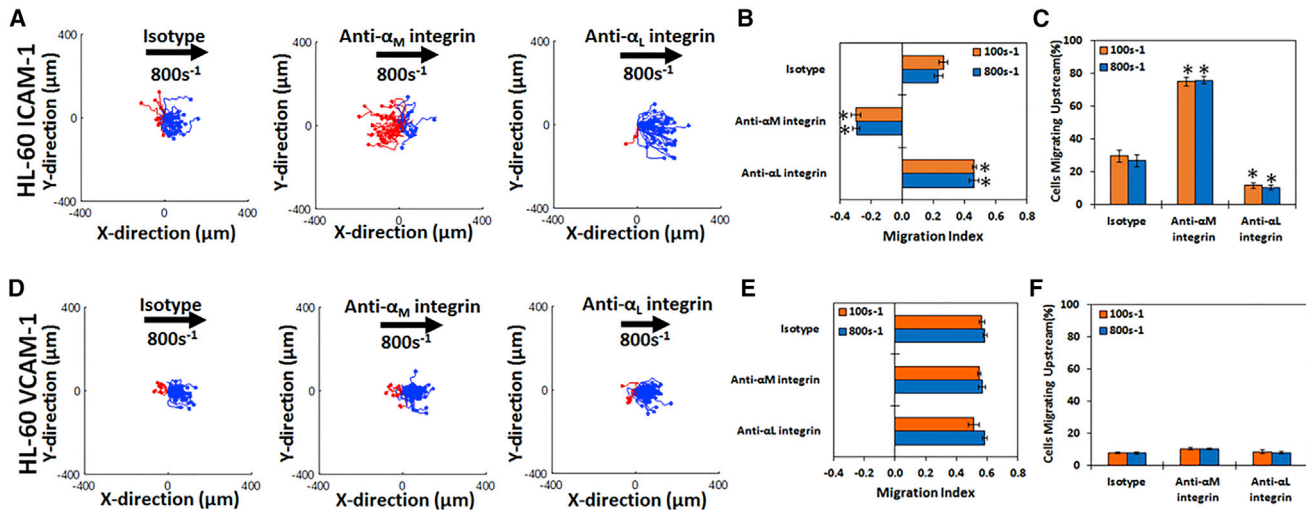 A
HL-60 ICAM-1
Y-direction (µm)
400
0
-400
Isotype
800s⁻¹
-400 0 400
X-direction (µm)
Y-direction (µm)
400
0
-400
Anti-αM integrin
800s⁻¹
-400 0 400
X-direction (µm)
Y-direction (µm)
400
0
-400
Anti-αL integrin
800s⁻¹
-400 0 400
X-direction (µm)
B
100s-1
800s-1
Isotype
Anti-αM integrin
* *
Anti-αL integrin
* *
-0.4 -0.2 0.0 0.2 0.4 0.6 0.8
Migration Index
C
Cells Migrating Upstream(%)
100
80
60
40
20
0
100s-1
800s-1
* *
* *
Isotype
Anti-αM
integrin
Anti-αL
integrin
D
HL-60 VCAM-1
Y-direction (µm)
400
0
-400
Isotype
800s⁻¹
-400 0 400
X-direction (µm)
Y-direction (µm)
400
0
-400
Anti-αM integrin
800s⁻¹
-400 0 400
X-direction (µm)
Y-direction (µm)
400
0
-400
Anti-αL integrin
800s⁻¹
-400 0 400
X-direction (µm)
E
100s-1
800s-1
Isotype
Anti-αM integrin
Anti-αL integrin
-0.4 -0.2 0.0 0.2 0.4 0.6 0.8
Migration Index
F
Cells Migrating Upstream(%)
100
80
60
40
20
0
100s-1
800s-1
Isotype
Anti-αM
integrin
Anti-αL
integrin